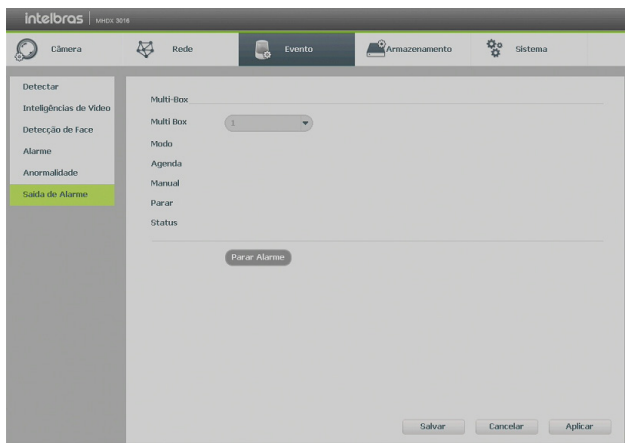 intelbras | MHDX 3016
Câmera Rede Evento Armazenamento Sistema
Detectar
Inteligências de Vídeo
Detecção de Face
Alarme
Anormalidade
Saída de Alarme
Multi-Box
Multi Box 1
Modo
Agenda
Manual
Parar
Status
Parar Alarme
Salvar Cancelar Aplicar